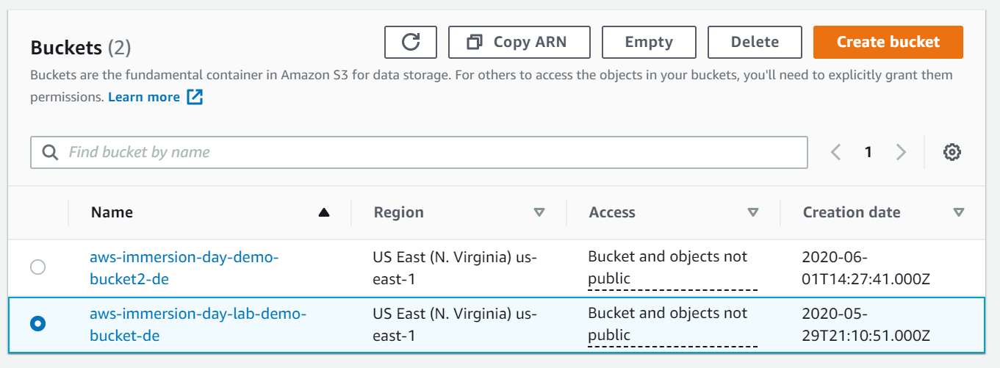 Buckets (2)
Copy ARN
Empty
Delete
Create bucket
Buckets are the fundamental container in Amazon S3 for data storage. For others to access the objects in your buckets, you'll need to explicitly grant them
permissions. Learn more
Find bucket by name
1
Name
Region
Access
Creation date
aws-immersion-day-demo-
bucket2-de
US East (N. Virginia) us-
east-1
Bucket and objects not
public
2020-06-
01T14:27:41.000Z
aws-immersion-day-lab-demo-
bucket-de
US East (N. Virginia) us-
east-1
Bucket and objects not
public
2020-05-
29T21:10:51.000Z